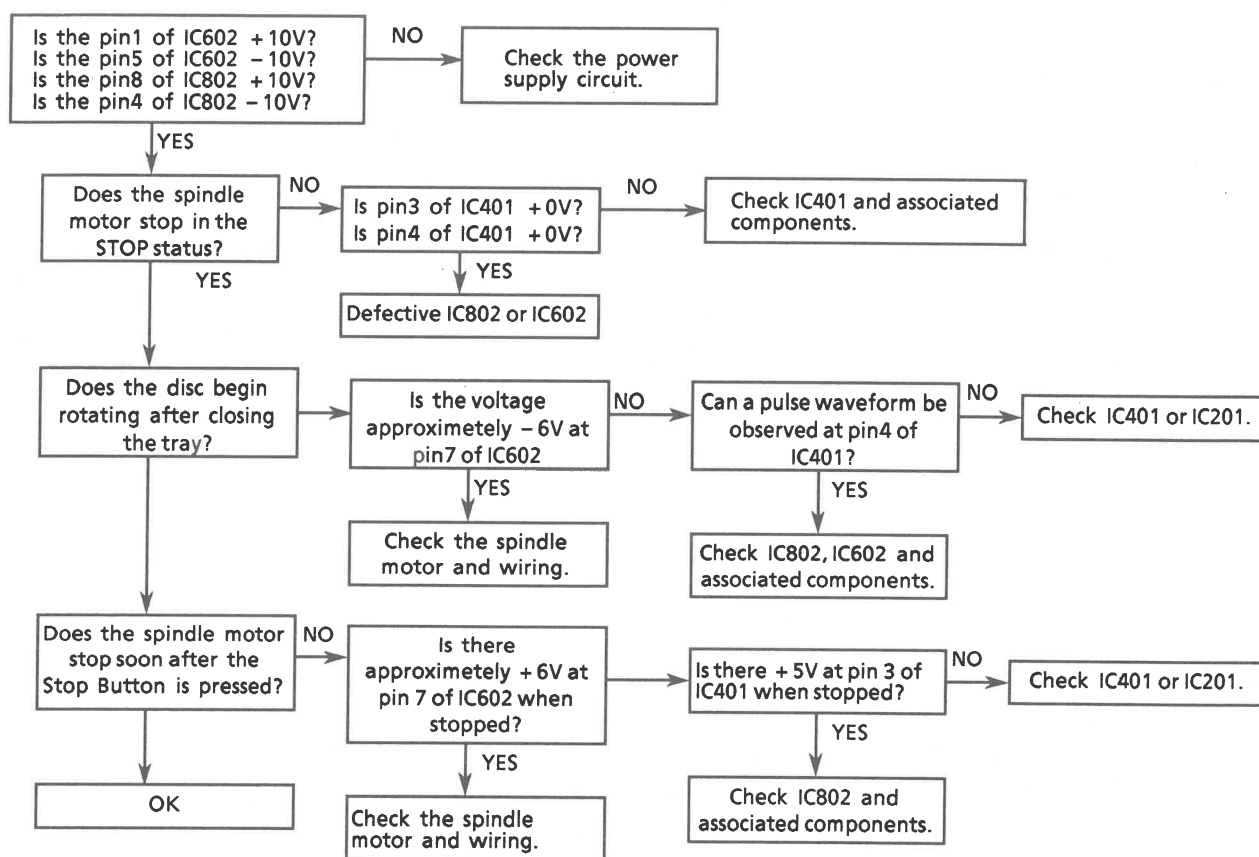 Is the pin1 of IC602 +10V?
Is the pin5 of IC602 -10V?
Is the pin8 of IC802 +10V?
Is the pin4 of IC802 -10V?
NO
Check the power
supply circuit.
YES
Does the spindle
motor stop in the
STOP status?
NO
Is pin3 of IC401 +0V?
Is pin4 of IC401 +0V?
NO
Check IC401 and associated
components.
YES
YES
Defective IC802 or IC602
Does the disc begin
rotating after closing
the tray?
Is the voltage
approximetely -6V at
pin7 of IC602
NO
Can a pulse waveform be
observed at pin4 of
IC401?
NO
Check IC401 or IC201.
YES
YES
Check the spindle
motor and wiring.
Check IC802, IC602 and
associated components.
Does the spindle motor
stop soon after the
Stop Button is pressed?
NO
Is there
approximetely +6V at
pin 7 of IC602 when
stopped?
Is there +5V at pin 3 of
IC401 when stopped?
NO
Check IC401 or IC201.
YES
YES
OK
Check the spindle
motor and wiring.
Check IC802 and
associated components.